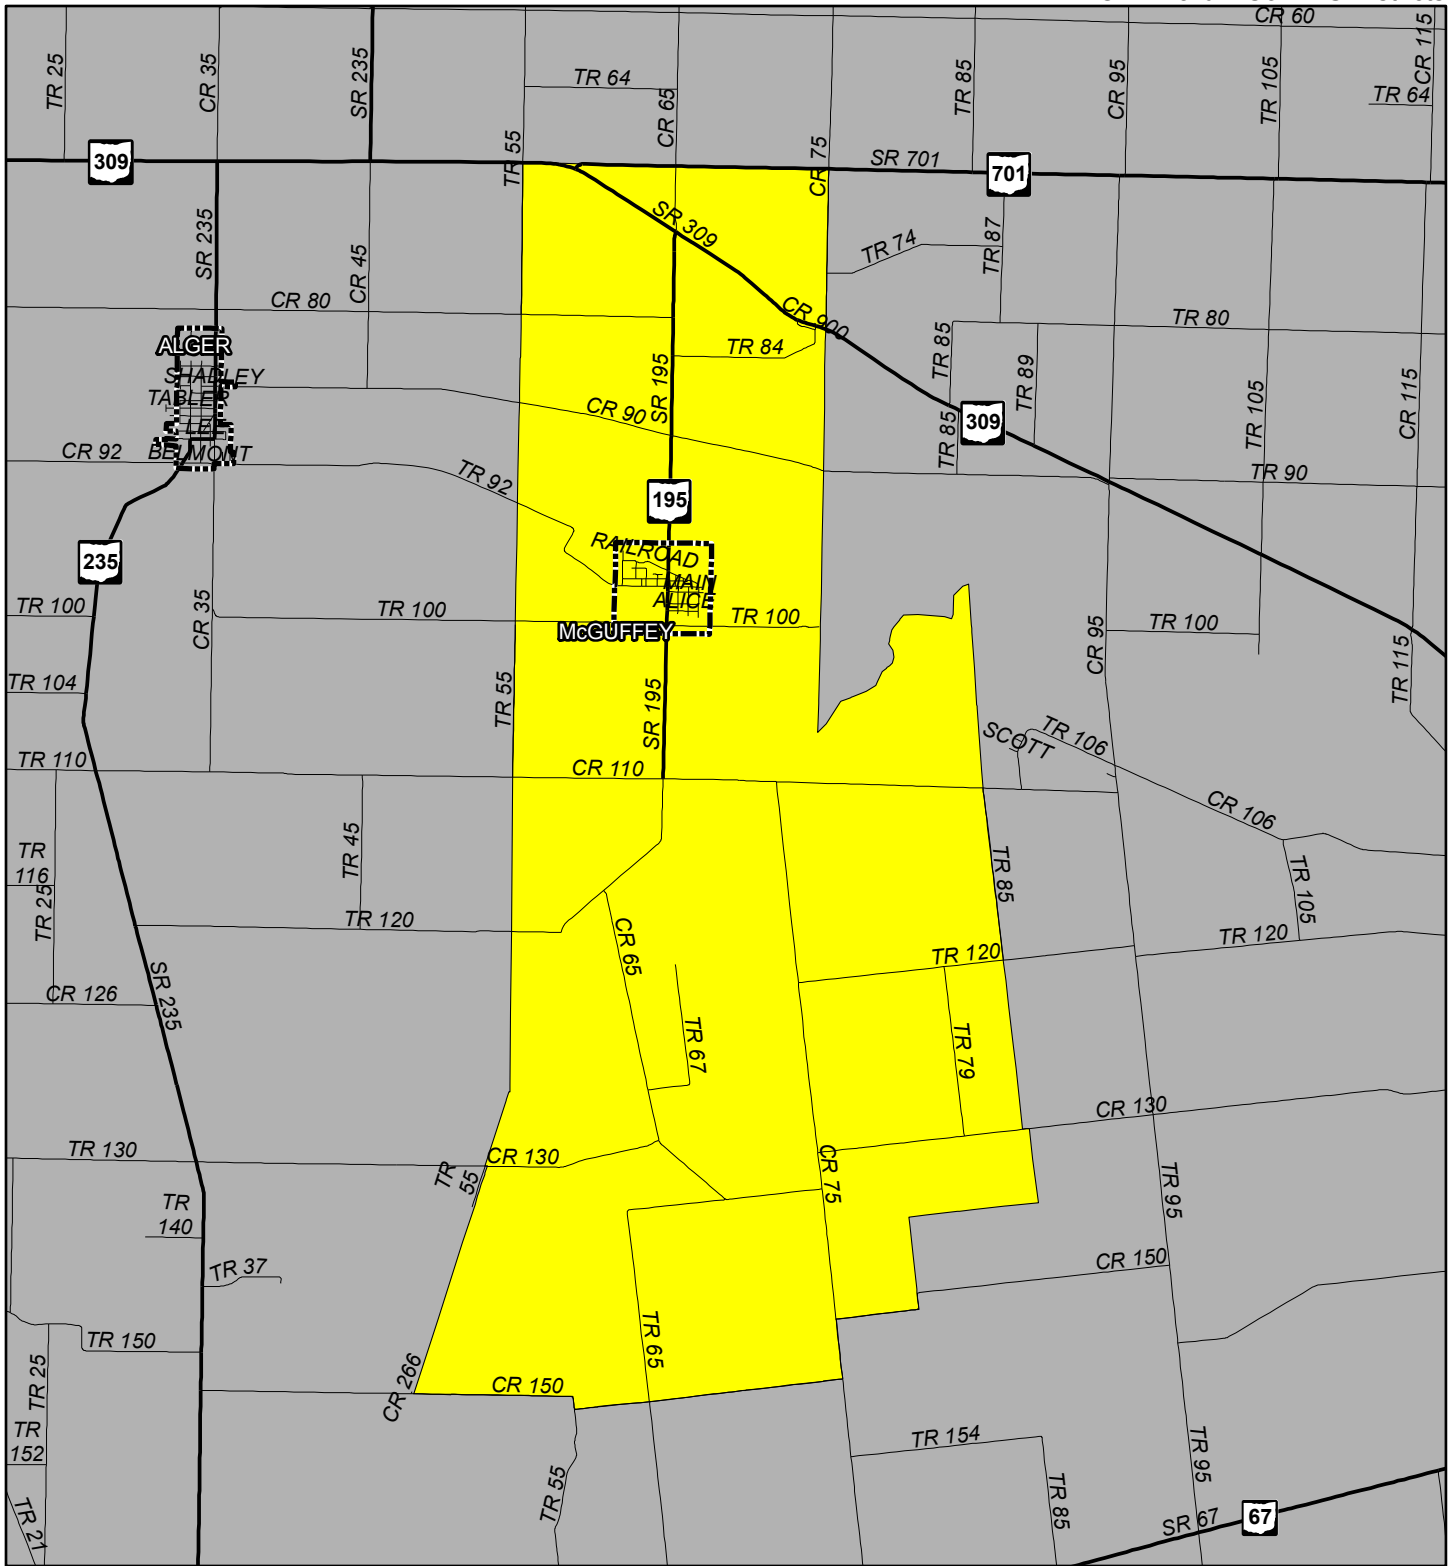 CR 60
CR 115
TR 25
CR 35
SR 235
TR 64
CR 65
TR 85
CR 95
TR 105
TR 64
309
TR 55
CR 75
SR 701
701
SR 235
CR 45
SR 309
TR 74
TR 87
CR 80
CR 900
TR 80
ALGER
SHADLEY
TABLER
LEE
BELMONT
TR 84
TR 85
TR 89
SR 195
CR 90
TR 105
CR 115
309
TR 85
CR 92
TR 92
TR 90
195
235
RAILROAD
MAIN
ALICE
TR 100
CR 35
TR 100
McGUFFEY
TR 100
CR 95
TR 100
TR 104
TR 55
SR 195
TR 115
SCOTT
TR 106
TR 110
CR 110
CR 106
TR
116
TR 45
TR 85
TR 105
TR 25
TR 120
CR 65
TR 120
TR 120
CR 126
SR 235
TR 67
TR 79
CR 130
TR 130
TR
55
CR 130
CR 75
TR 95
TR
140
TR 37
CR 150
TR 150
TR 65
TR 25
CR 266
CR 150
TR
152
TR 154
TR 95
TR 21
TR 55
TR 85
SR 67
67